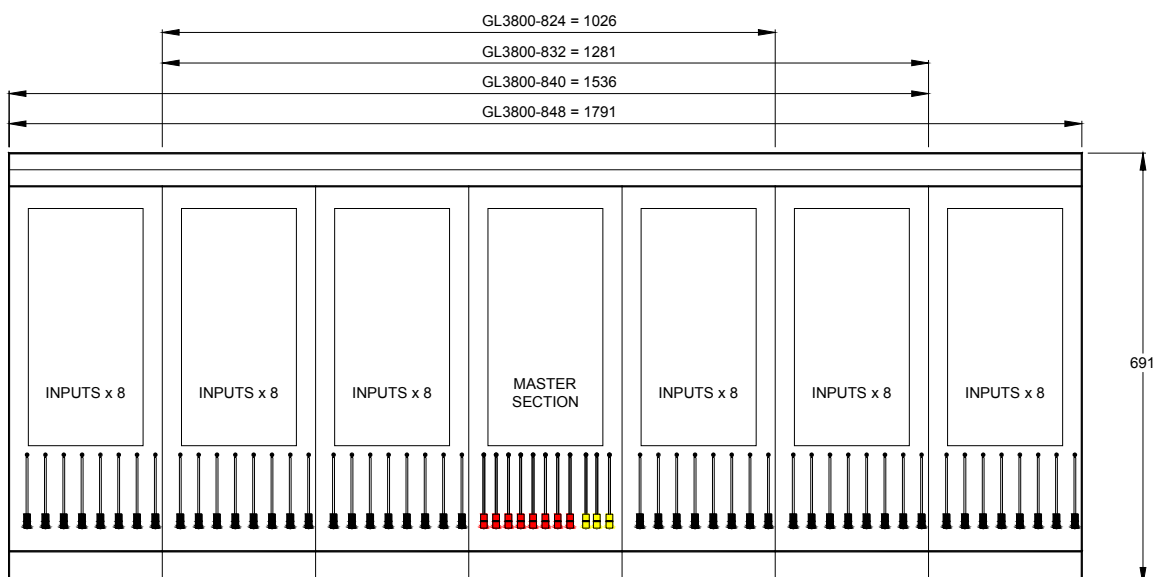 GL3800-824 = 1026
GL3800-832 = 1281
GL3800-840 = 1536
GL3800-848 = 1791
691
INPUTS x 8
INPUTS x 8
INPUTS x 8
MASTER
SECTION
INPUTS x 8
INPUTS x 8
INPUTS x 8